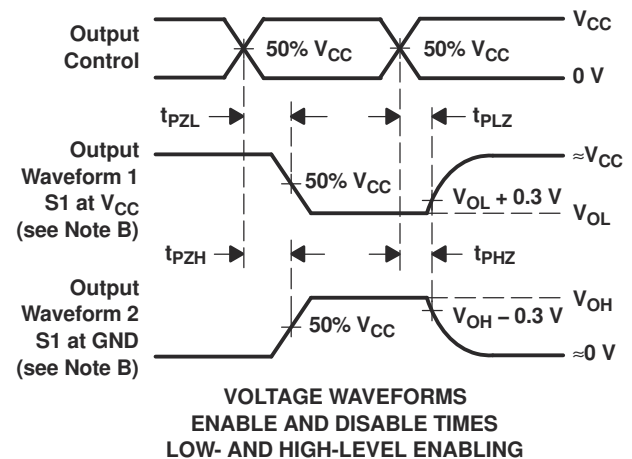 Output
Control
50% VCC
50% VCC
VCC
0 V
tPZL
tPLZ
Output
Waveform 1
S1 at VCC
(see Note B)
50% VCC
VOL + 0.3 V
≈VCC
VOL
tPZH
tPHZ
Output
Waveform 2
S1 at GND
(see Note B)
50% VCC
VOH − 0.3 V
VOH
≈0 V
VOLTAGE WAVEFORMS
ENABLE AND DISABLE TIMES
LOW- AND HIGH-LEVEL ENABLING